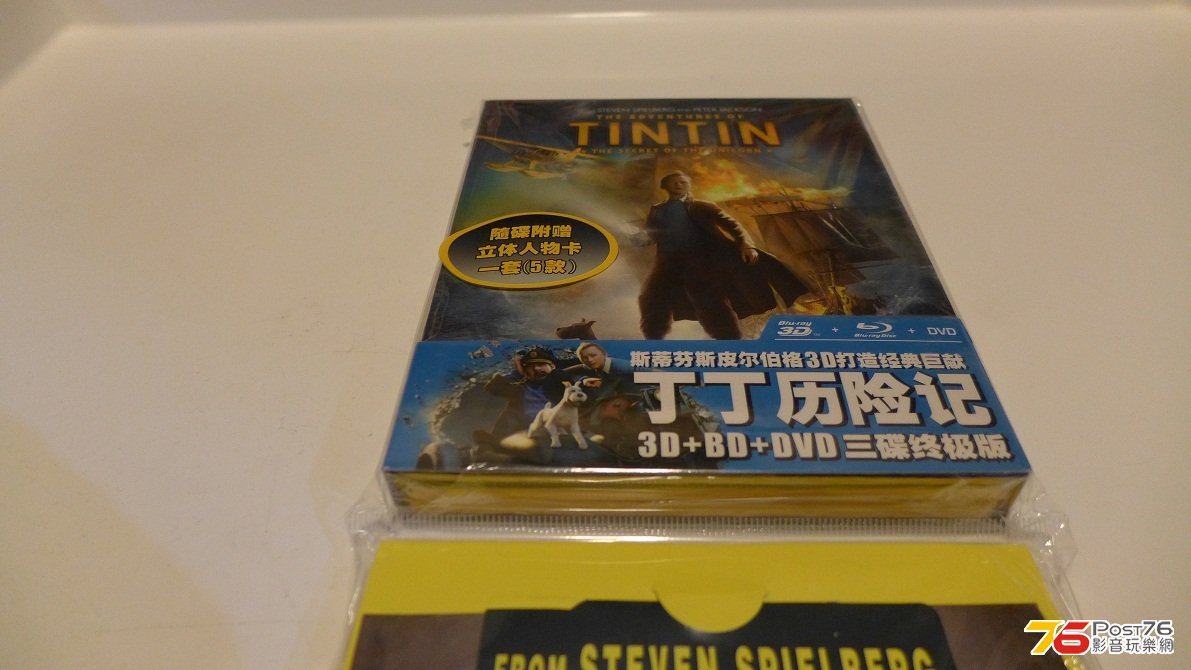 STEVEN SPIELBERG AND PETER JACKSON
THE ADVENTURES OF
TINTIN
THE SECRET OF THE UNICORN
随碟附赠
立体人物卡
一套(5款)
Blu-ray 3D + Blu-ray Disc + DVD
斯蒂芬斯皮尔伯格3D打造经典巨献
丁丁历险记
3D+BD+DVD 三碟终极版
FROM STEVEN SPIELBERG
76 Post76
影音玩樂網